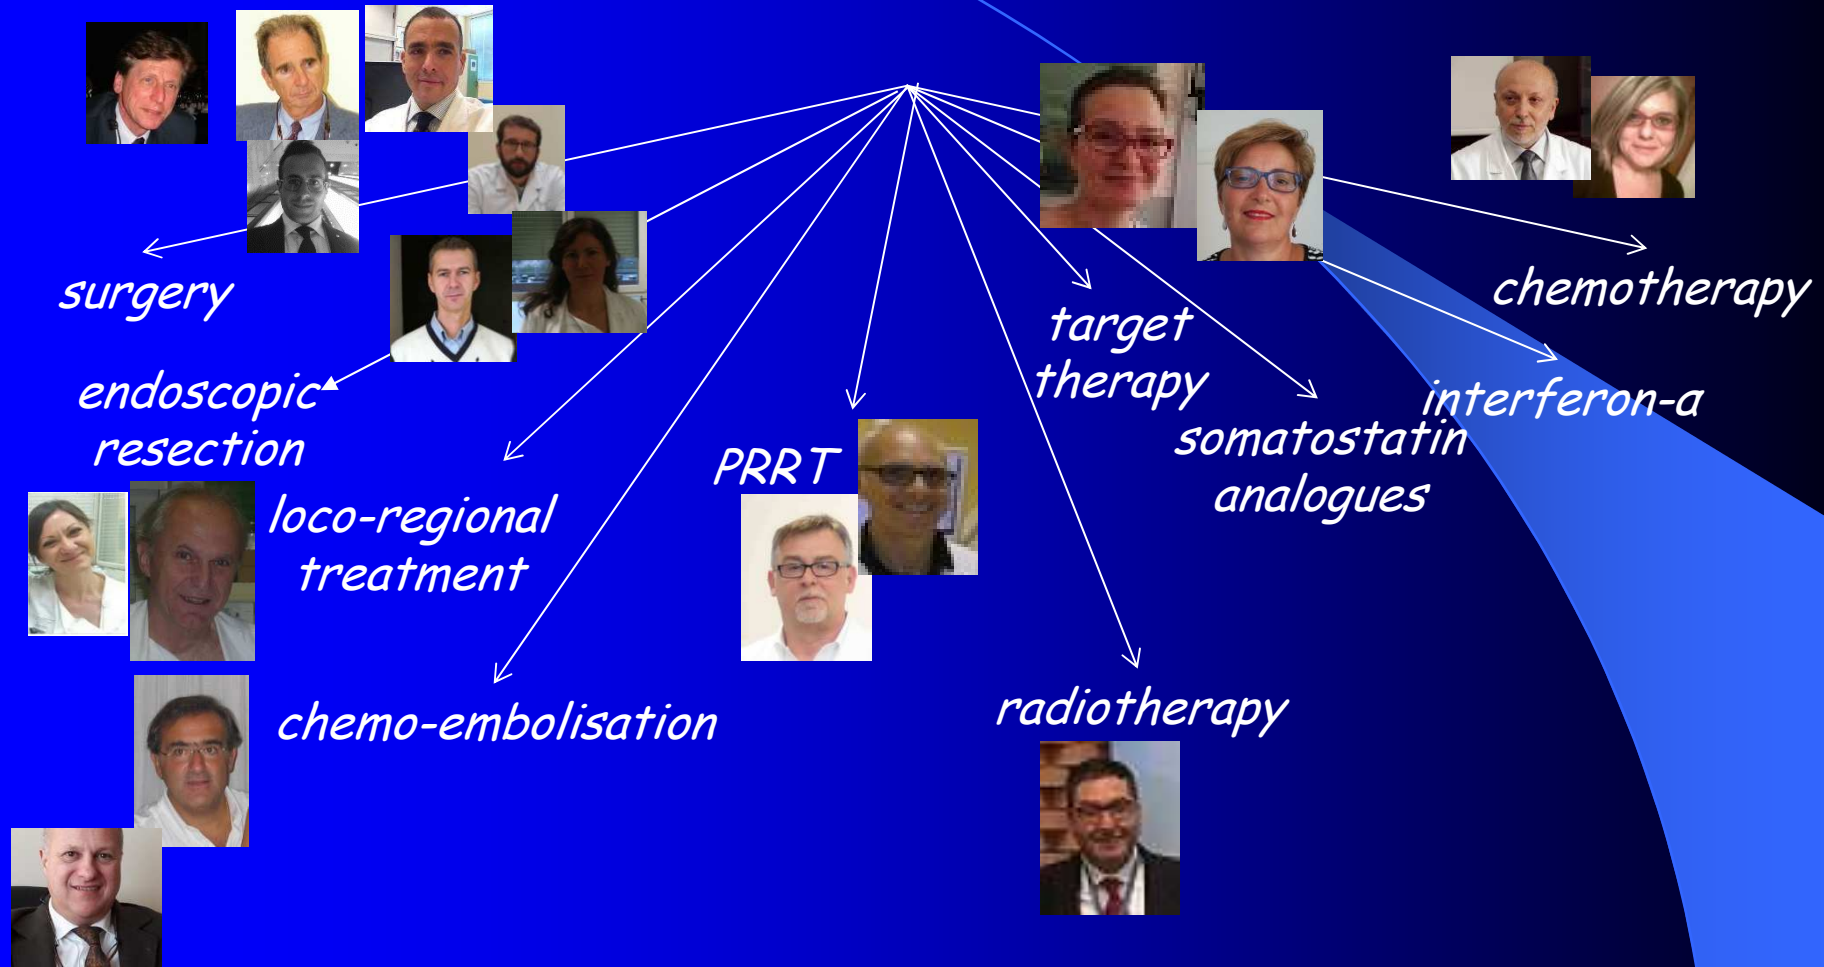 surgery
endoscopic
resection
loco-regional
treatment
chemo-embolisation
PRRT
radiotherapy
target
therapy
somatostatin
analogues
interferon-α
chemotherapy